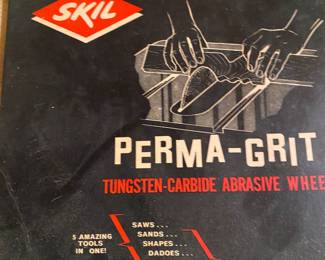 SKIL
PERMA-GRIT
TUNGSTEN-CARBIDE ABRASIVE WHEE
5 AMAZING
TOOLS
IN ONE!
SAWS...
SANDS...
SHAPES...
DADOES...